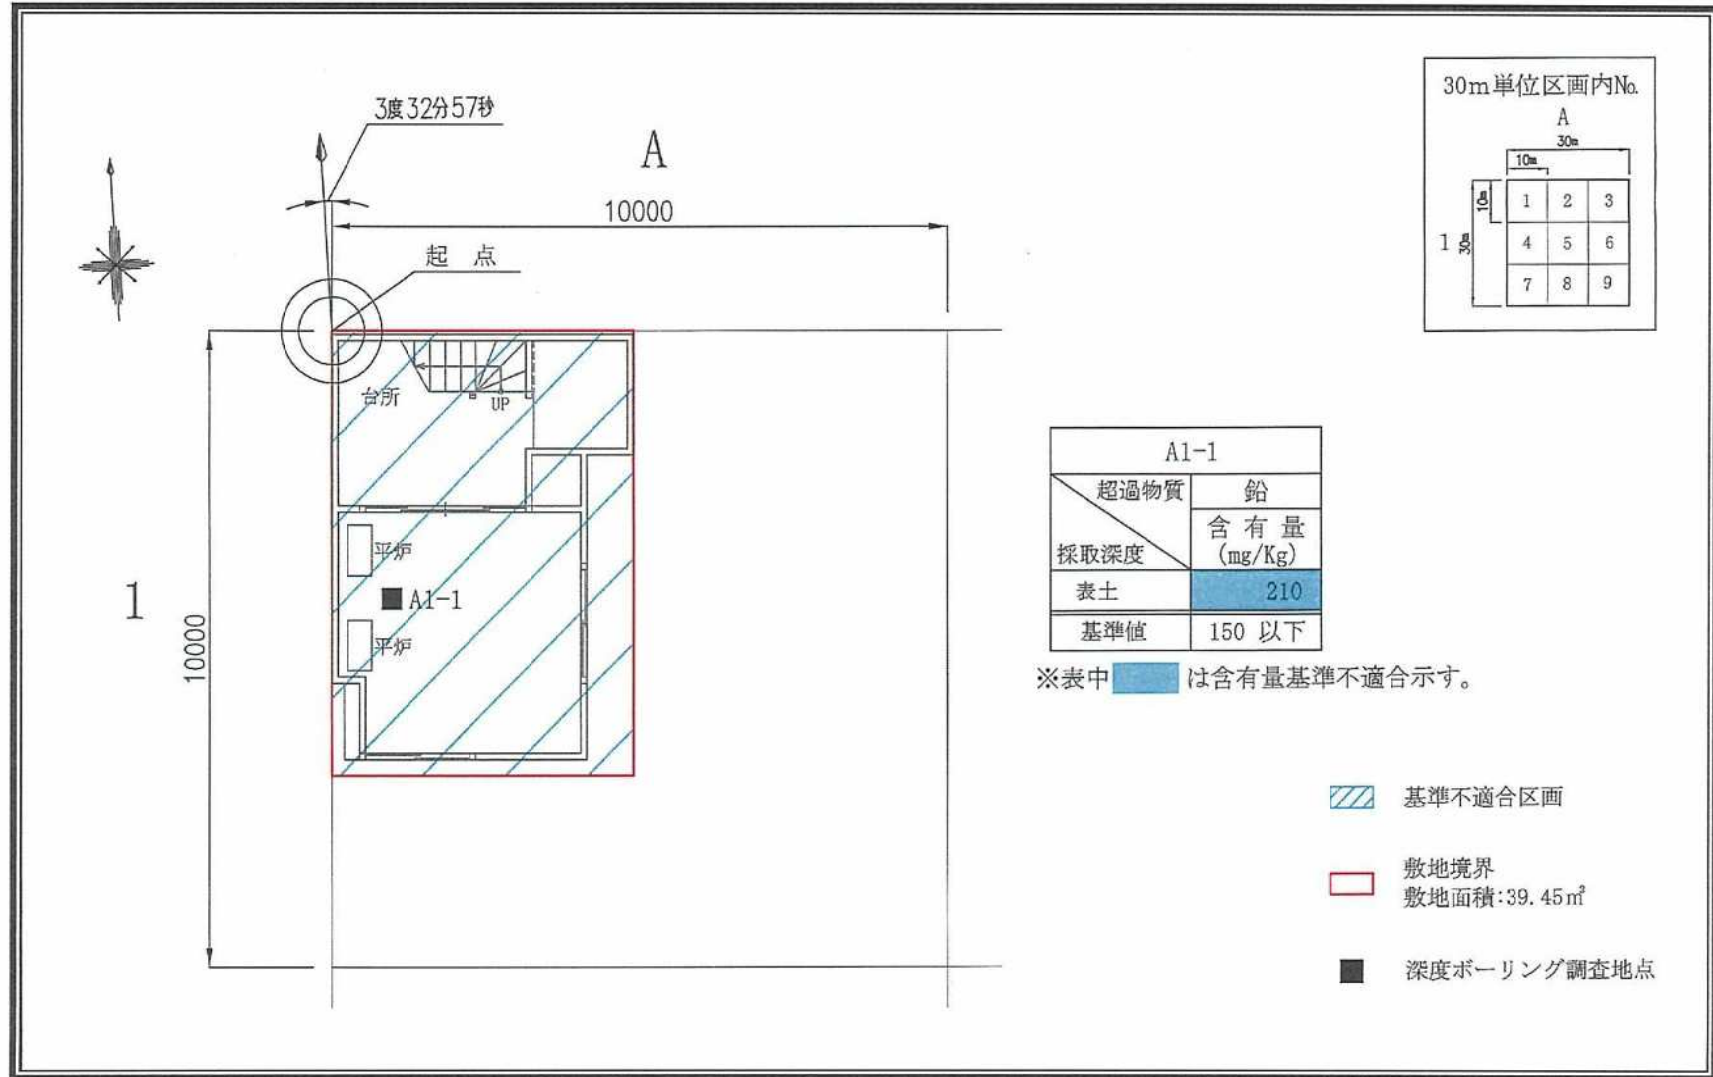 3度32分57秒
A
10000
起 点
台所
UP
平炉
A1-1
平炉
1
10000
30m単位区画内No.
A
30m
10m
10m
1
30m
1 2 3
4 5 6
7 8 9
A1-1
超過物質
鉛
採取深度
含 有 量
(mg/Kg)
表土 210
基準値 150 以下
※表中 は含有量基準不適合示す。
基準不適合区画
敷地境界
敷地面積:39.45㎡
深度ボーリング調査地点